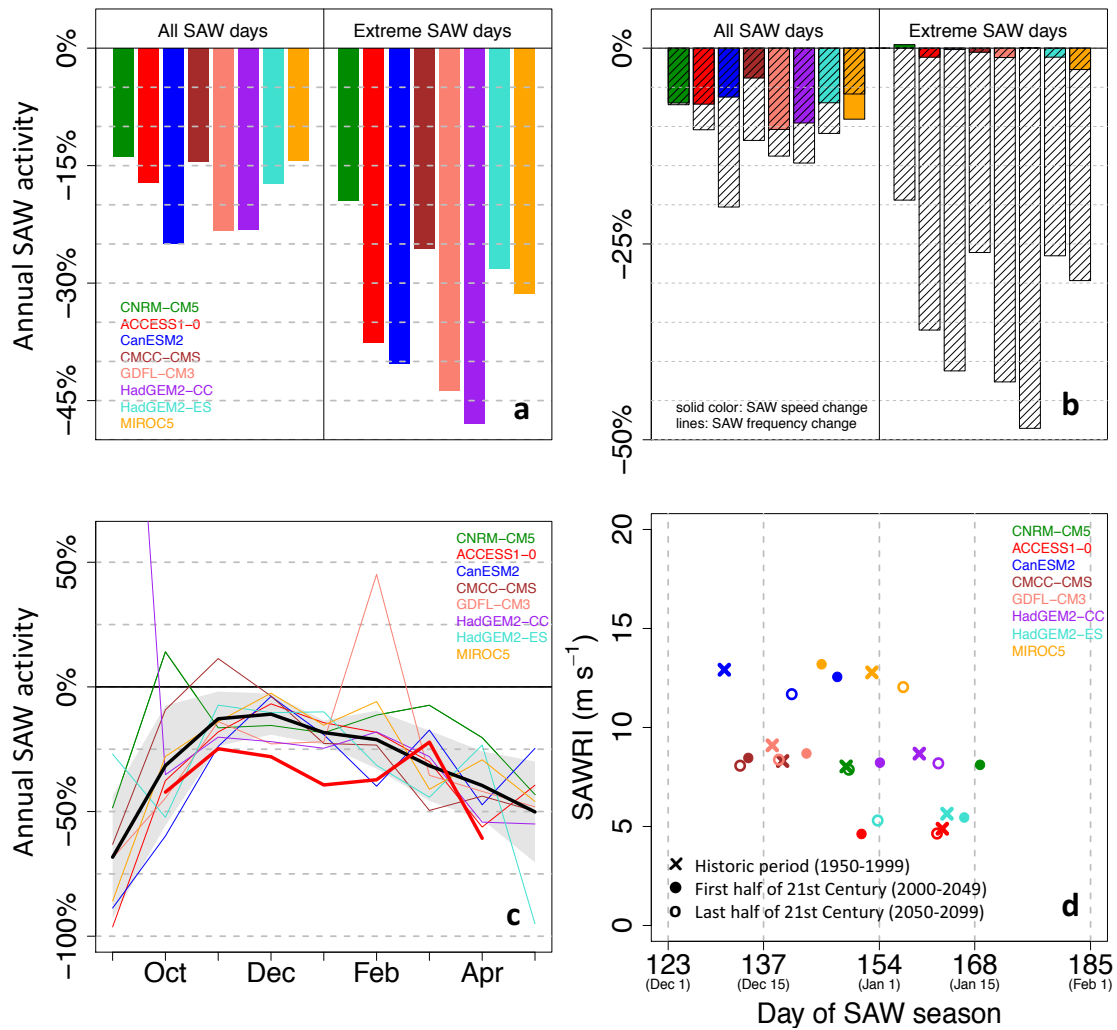 All SAW days
Extreme SAW days
0%
−15%
−30%
−45%
Annual SAW activity
CNRM−CM5
ACCESS1−0
CanESM2
CMCC−CMS
GDFL−CM3
HadGEM2−CC
HadGEM2−ES
MIROC5
a
All SAW days
Extreme SAW days
0%
−25%
−50%
solid color: SAW speed change
lines: SAW frequency change
b
50%
0%
−50%
−100%
Annual SAW activity
CNRM−CM5
ACCESS1−0
CanESM2
CMCC−CMS
GDFL−CM3
HadGEM2−CC
HadGEM2−ES
MIROC5
c
Oct
Dec
Feb
Apr
20
15
10
5
0
SAWRI (m s−1)
CNRM−CM5
ACCESS1−0
CanESM2
CMCC−CMS
GDFL−CM3
HadGEM2−CC
HadGEM2−ES
MIROC5
Historic period (1950-1999)
First half of 21st Century (2000-2049)
Last half of 21st Century (2050-2099)
d
123 137 154 168 185
(Dec 1) (Dec 15) (Jan 1) (Jan 15) (Feb 1)
Day of SAW season